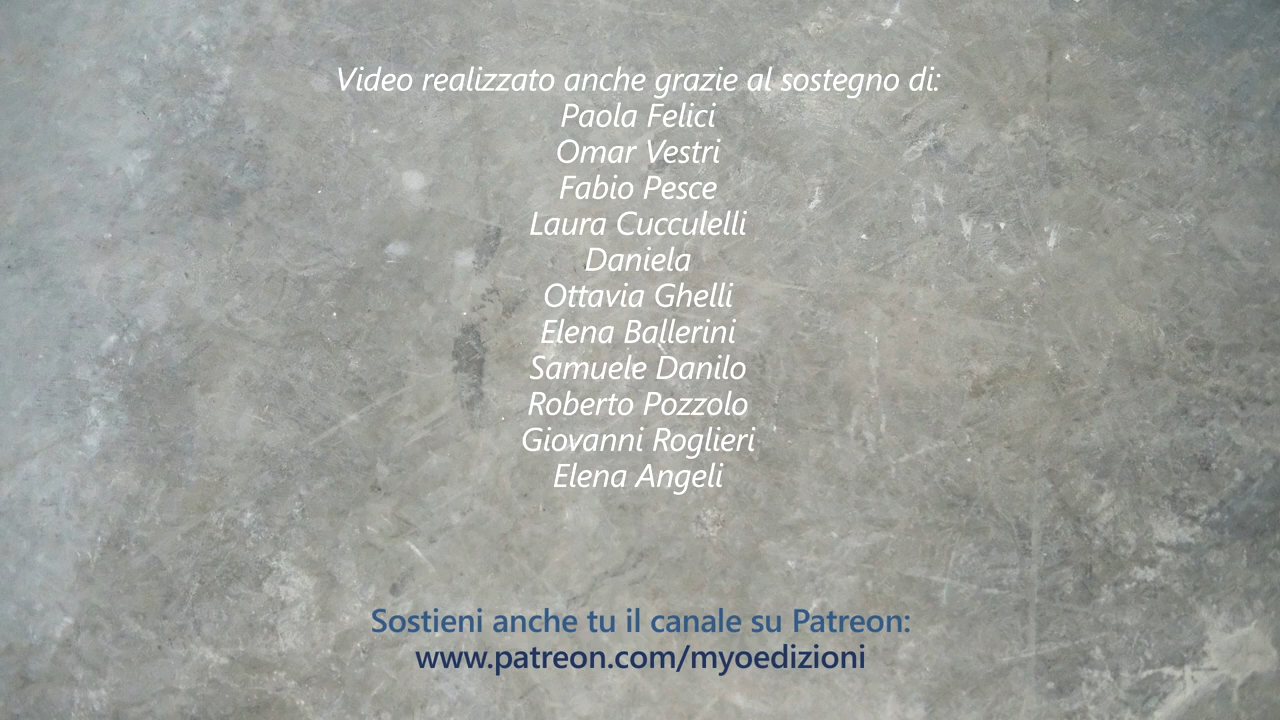 Video realizzato anche grazie al sostegno di:
Paola Felici
Omar Vestri
Fabio Pesce
Laura Cucculelli
Daniela
Ottavia Ghelli
Elena Ballerini
Samuele Danilo
Roberto Pozzolo
Giovanni Roglieri
Elena Angeli
Sostieni anche tu il canale su Patreon:
www.patreon.com/myoedizioni